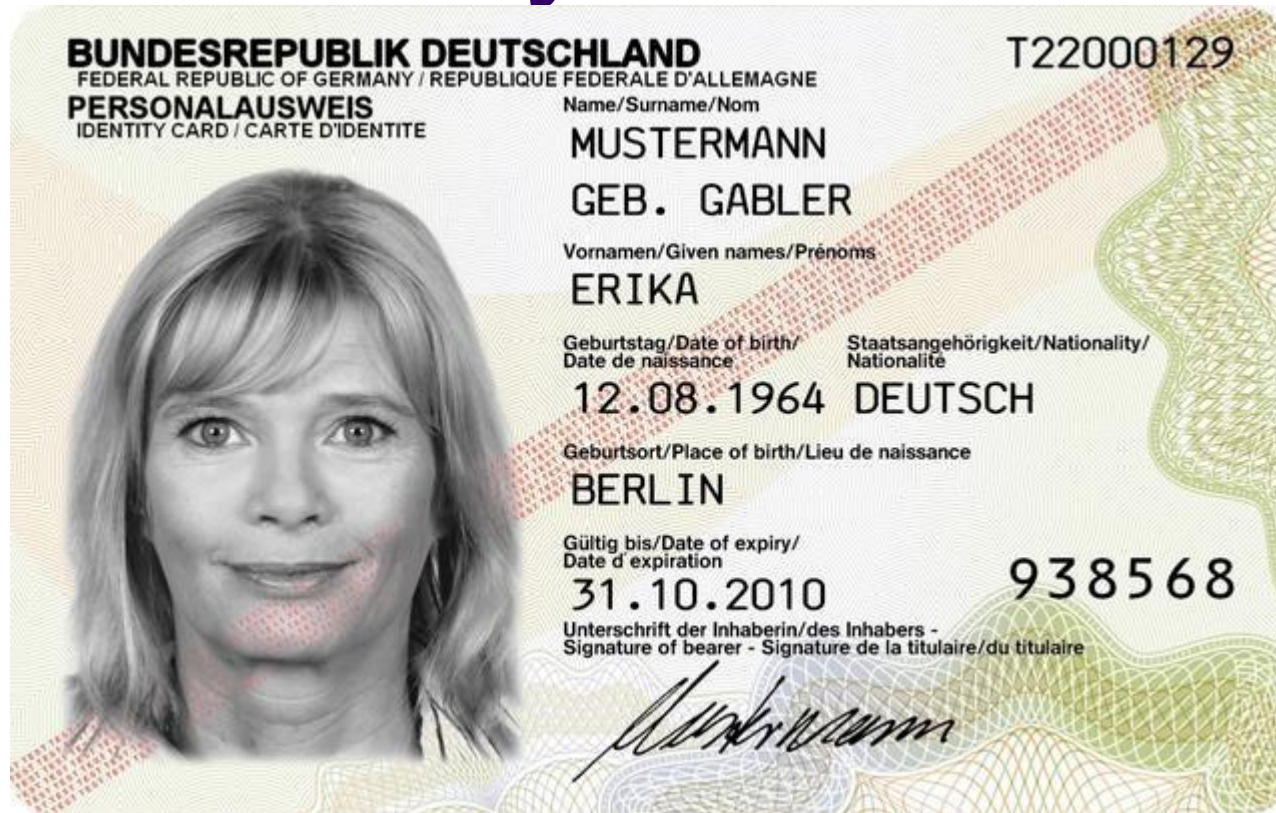 BUNDESREPUBLIK DEUTSCHLAND
FEDERAL REPUBLIC OF GERMANY / REPUBLIQUE FEDERALE D'ALLEMAGNE
PERSONALAUSWEIS
IDENTITY CARD / CARTE D'IDENTITE
T22000129
Name/Surname/Nom
MUSTERMANN
GEB. GABLER
Vornamen/Given names/Prénoms
ERIKA
Geburtstag/Date of birth/
Date de naissance
Staatsangehörigkeit/Nationality/
Nationalité
12.08.1964 DEUTSCH
Geburtsort/Place of birth/Lieu de naissance
BERLIN
Gültig bis/Date of expiry/
Date d'expiration
31.10.2010
938568
Unterschrift der Inhaberin/des Inhabers -
Signature of bearer - Signature de la titulaire/du titulaire
Mustermann